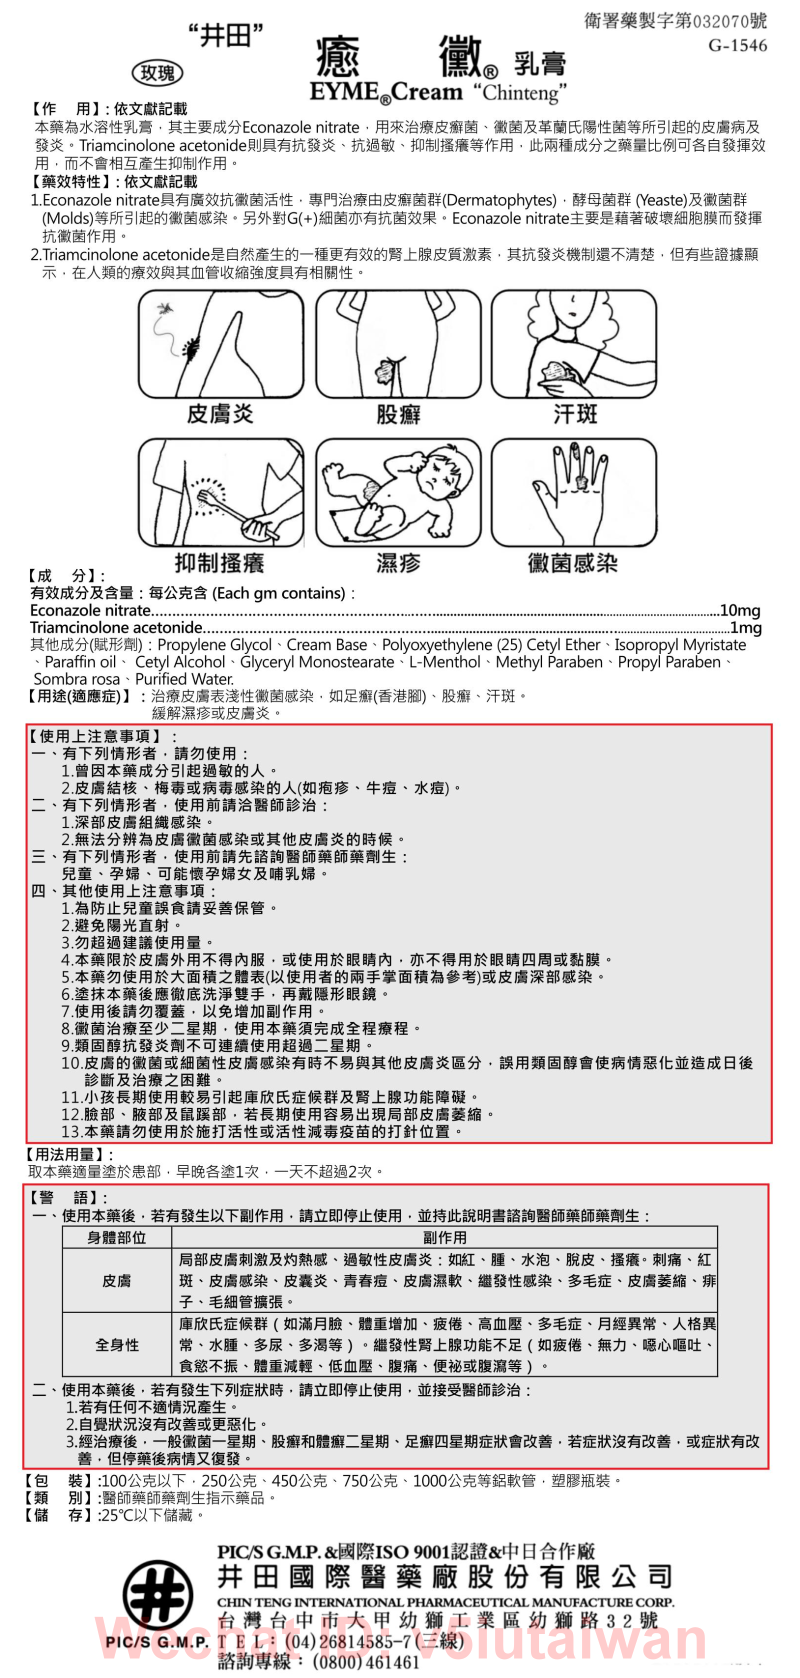 衛署藥製字第032070號
G-1546
“井田”
玫瑰
癒 黴® 乳膏
EYME®Cream “Chinteng”
【作 用】: 依文獻記載
本藥為水溶性乳膏，其主要成分Econazole nitrate，用來治療皮癬菌、黴菌及革蘭氏陽性菌等所引起的皮膚病及
發炎。Triamcinolone acetonide則具有抗發炎、抗過敏、抑制搔癢等作用，此兩種成分之藥量比例可各自發揮效
用，而不會相互產生抑制作用。
【藥效特性】: 依文獻記載
1.Econazole nitrate具有廣效抗黴菌活性，專門治療由皮癬菌群(Dermatophytes)，酵母菌群 (Yeaste)及黴菌群
(Molds)等所引起的黴菌感染。另外對G(+)細菌亦有抗菌效果。Econazole nitrate主要是藉著破壞細胞膜而發揮
抗黴菌作用。
2.Triamcinolone acetonide是自然產生的一種更有效的腎上腺皮質激素，其抗發炎機制還不清楚，但有些證據顯
示，在人類的療效與其血管收縮強度具有相關性。
皮膚炎 股癬 汗斑
抑制搔癢 濕疹 黴菌感染
【成 分】:
有效成分及含量：每公克含 (Each gm contains)：
Econazole nitrate..........10mg
Triamcinolone acetonide..........1mg
其他成分(賦形劑)：Propylene Glycol、Cream Base、Polyoxyethylene (25) Cetyl Ether、Isopropyl Myristate
、Paraffin oil、 Cetyl Alcohol、Glyceryl Monostearate、L-Menthol、Methyl Paraben、Propyl Paraben、
Sombra rosa、Purified Water.
【用途(適應症)】：治療皮膚表淺性黴菌感染，如足癬(香港腳)、股癬、汗斑。
緩解濕疹或皮膚炎。
【使用上注意事項】：
一、有下列情形者，請勿使用：
1.曾因本藥成分引起過敏的人。
2.皮膚結核、梅毒或病毒感染的人(如疱疹、牛痘、水痘)。
二、有下列情形者，使用前請洽醫師診治：
1.深部皮膚組織感染。
2.無法分辨為皮膚黴菌感染或其他皮膚炎的時候。
三、有下列情形者，使用前請先諮詢醫師藥師藥劑生：
兒童、孕婦、可能懷孕婦女及哺乳婦。
四、其他使用上注意事項：
1.為防止兒童誤食請妥善保管。
2.避免陽光直射。
3.勿超過建議使用量。
4.本藥限於皮膚外用不得內服，或使用於眼睛內，亦不得用於眼睛四周或黏膜。
5.本藥勿使用於大面積之體表(以使用者的兩手掌面積為參考)或皮膚深部感染。
6.塗抹本藥後應徹底洗淨雙手，再戴隱形眼鏡。
7.使用後請勿覆蓋，以免增加副作用。
8.黴菌治療至少二星期，使用本藥須完成全程療程。
9.類固醇抗發炎劑不可連續使用超過二星期。
10.皮膚的黴菌或細菌性皮膚感染有時不易與其他皮膚炎區分，誤用類固醇會使病情惡化並造成日後
診斷及治療之困難。
11.小孩長期使用較易引起庫欣氏症候群及腎上腺功能障礙。
12.臉部、腋部及鼠蹊部，若長期使用容易出現局部皮膚萎縮。
13.本藥請勿使用於施打活性或活性減毒疫苗的打針位置。
【用法用量】:
取本藥適量塗於患部，早晚各塗1次，一天不超過2次。
【警 語】:
一、使用本藥後，若有發生以下副作用，請立即停止使用，並持此說明書諮詢醫師藥師藥劑生：
身體部位 副作用
皮膚 局部皮膚刺激及灼熱感、過敏性皮膚炎：如紅、腫、水泡、脫皮、搔癢。刺痛、紅
斑、皮膚感染、皮囊炎、青春痘、皮膚濕軟、繼發性感染、多毛症、皮膚萎縮、痱
子、毛細管擴張。
全身性 庫欣氏症候群（如滿月臉、體重增加、疲倦、高血壓、多毛症、月經異常、人格異
常、水腫、多尿、多渴等）。繼發性腎上腺功能不足（如疲倦、無力、噁心嘔吐、
食慾不振、體重減輕、低血壓、腹痛、便祕或腹瀉等）。
二、使用本藥後，若有發生下列症狀時，請立即停止使用，並接受醫師診治：
1.若有任何不適情況產生。
2.自覺狀況沒有改善或更惡化。
3.經治療後，一般黴菌一星期、股癬和體癬二星期、足癬四星期症狀會改善，若症狀沒有改善，或症狀有改
善，但停藥後病情又復發。
【包 裝】:100公克以下，250公克、450公克、750公克、1000公克等鋁軟管，塑膠瓶裝。
【類 別】:醫師藥師藥劑生指示藥品。
【儲 存】:25℃以下儲藏。
PIC/S G.M.P. &國際ISO 9001認證&中日合作廠
井田國際醫藥廠股份有限公司
CHIN TENG INTERNATIONAL PHARMACEUTICAL MANUFACTURE CORP.
台灣台中市大甲幼獅工業區幼獅路32號
PIC/S G.M.P. TEL：(04)26814585-7(三線)
諮詢專線：(0800)461461
Wechat ID: v5lutaiwan